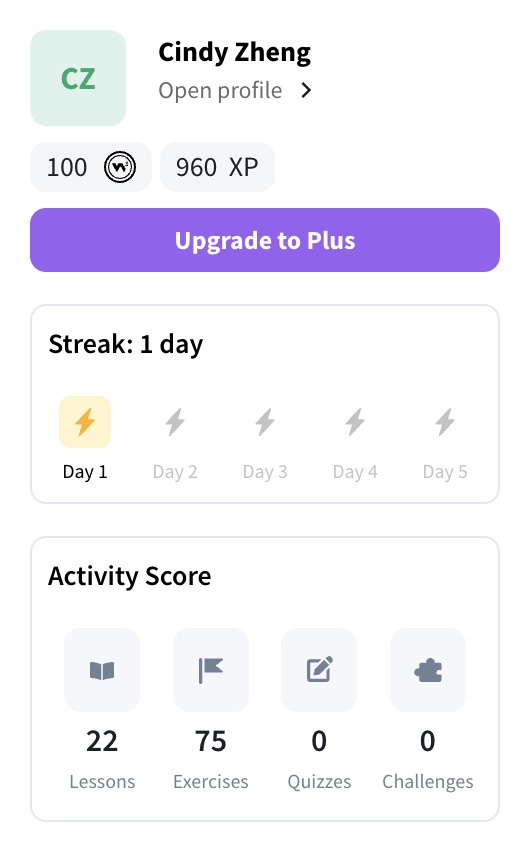 CZ
Cindy Zheng
Open profile
100
960 XP
Upgrade to Plus
Streak: 1 day
Day 1 Day 2 Day 3 Day 4 Day 5
Activity Score
22 75 0 0
Lessons Exercises Quizzes Challenges